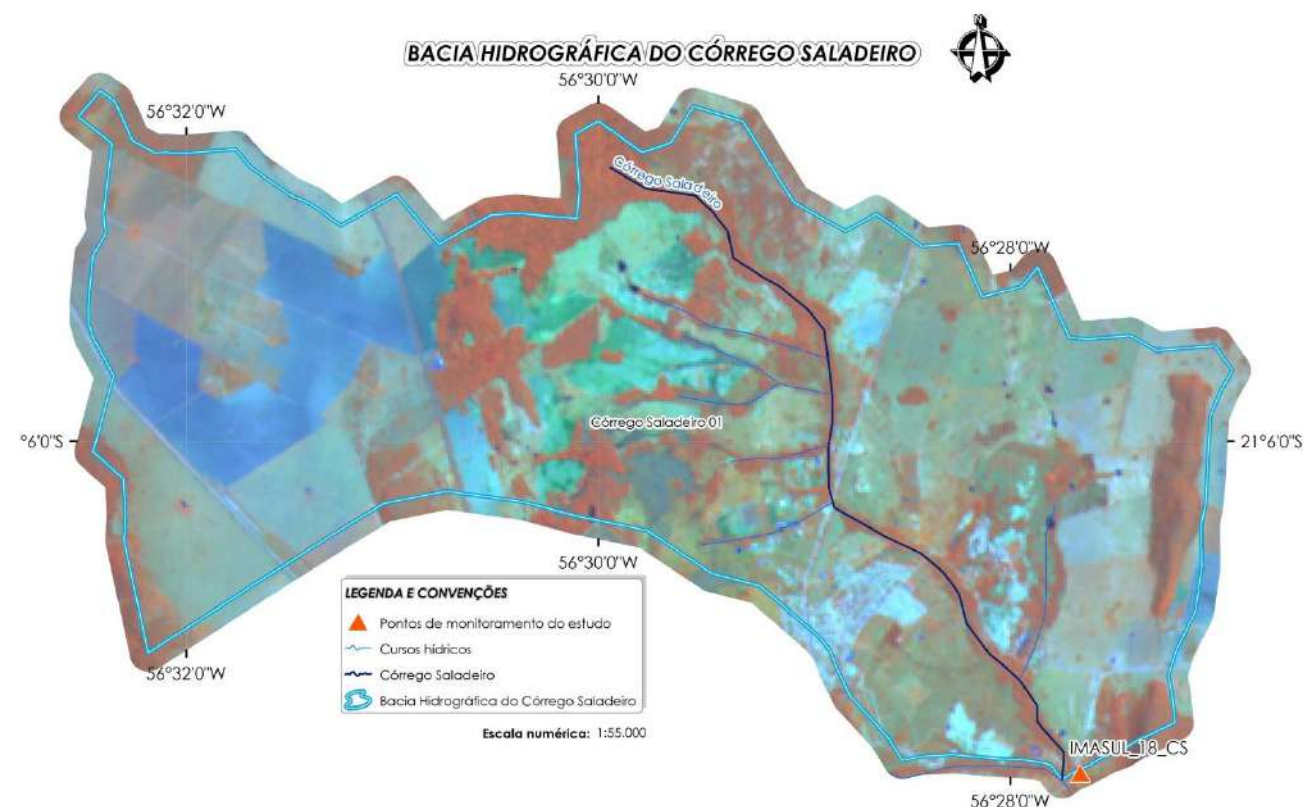 BACIA HIDROGRÁFICA DO CÓRREGO SALADEIRO
N
56°30'0"W
56°32'0"W
Córrego Saladeiro
56°28'0"W
Córrego Saladeiro 01
°6'0"S
21°6'0"S
56°30'0"W
LEGENDA E CONVENÇÕES
Pontos de monitoramento do estudo
Cursos hídricos
Córrego Saladeiro
Bacia Hidrográfica do Córrego Saladeiro
56°32'0"W
Escala numérica: 1:55.000
IMASUL_18_CS
56°28'0"W